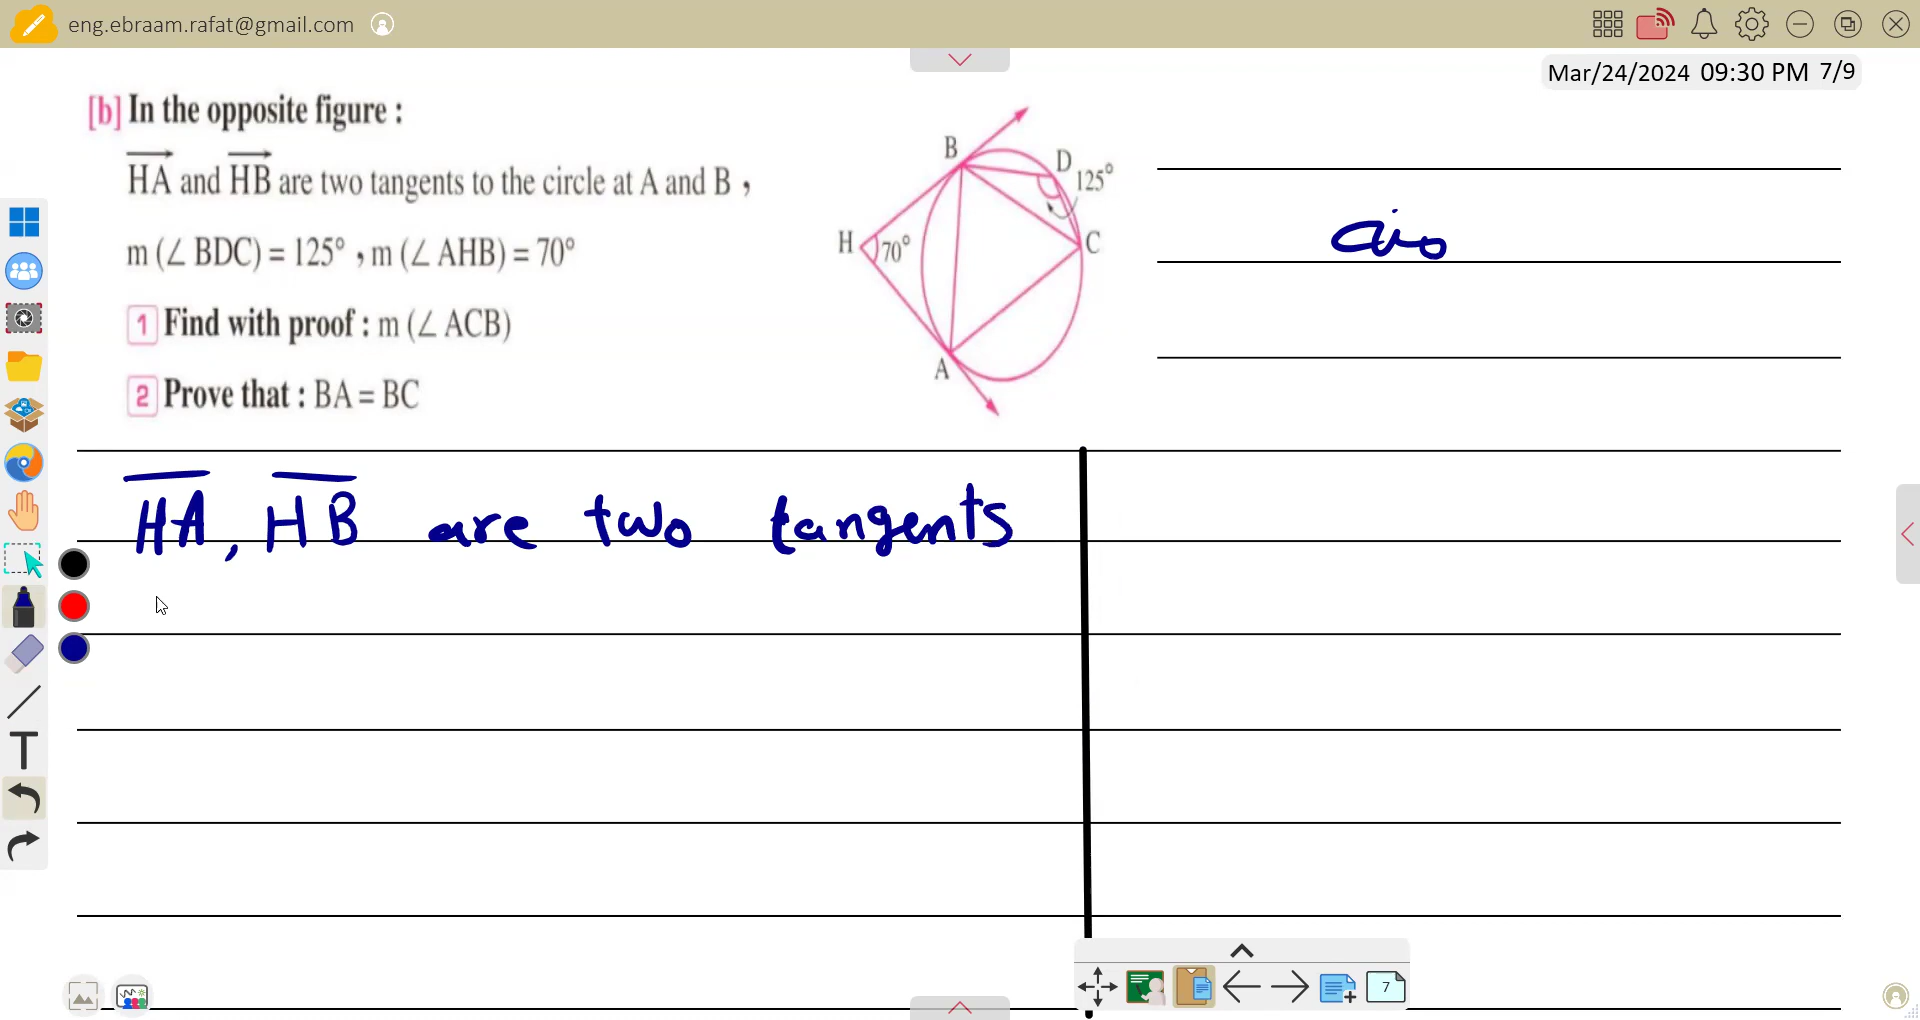 eng.ebraam.rafat@gmail.com
Mar/24/2024 09:30 PM 7/9
[b] In the opposite figure :
HA and HB are two tangents to the circle at A and B ,
m (∠ BDC) = 125° , m (∠ AHB) = 70°
1 Find with proof : m (∠ ACB)
2 Prove that : BA = BC
B
D
125°
H
70°
C
A
HA, HB are two tangents
T
7